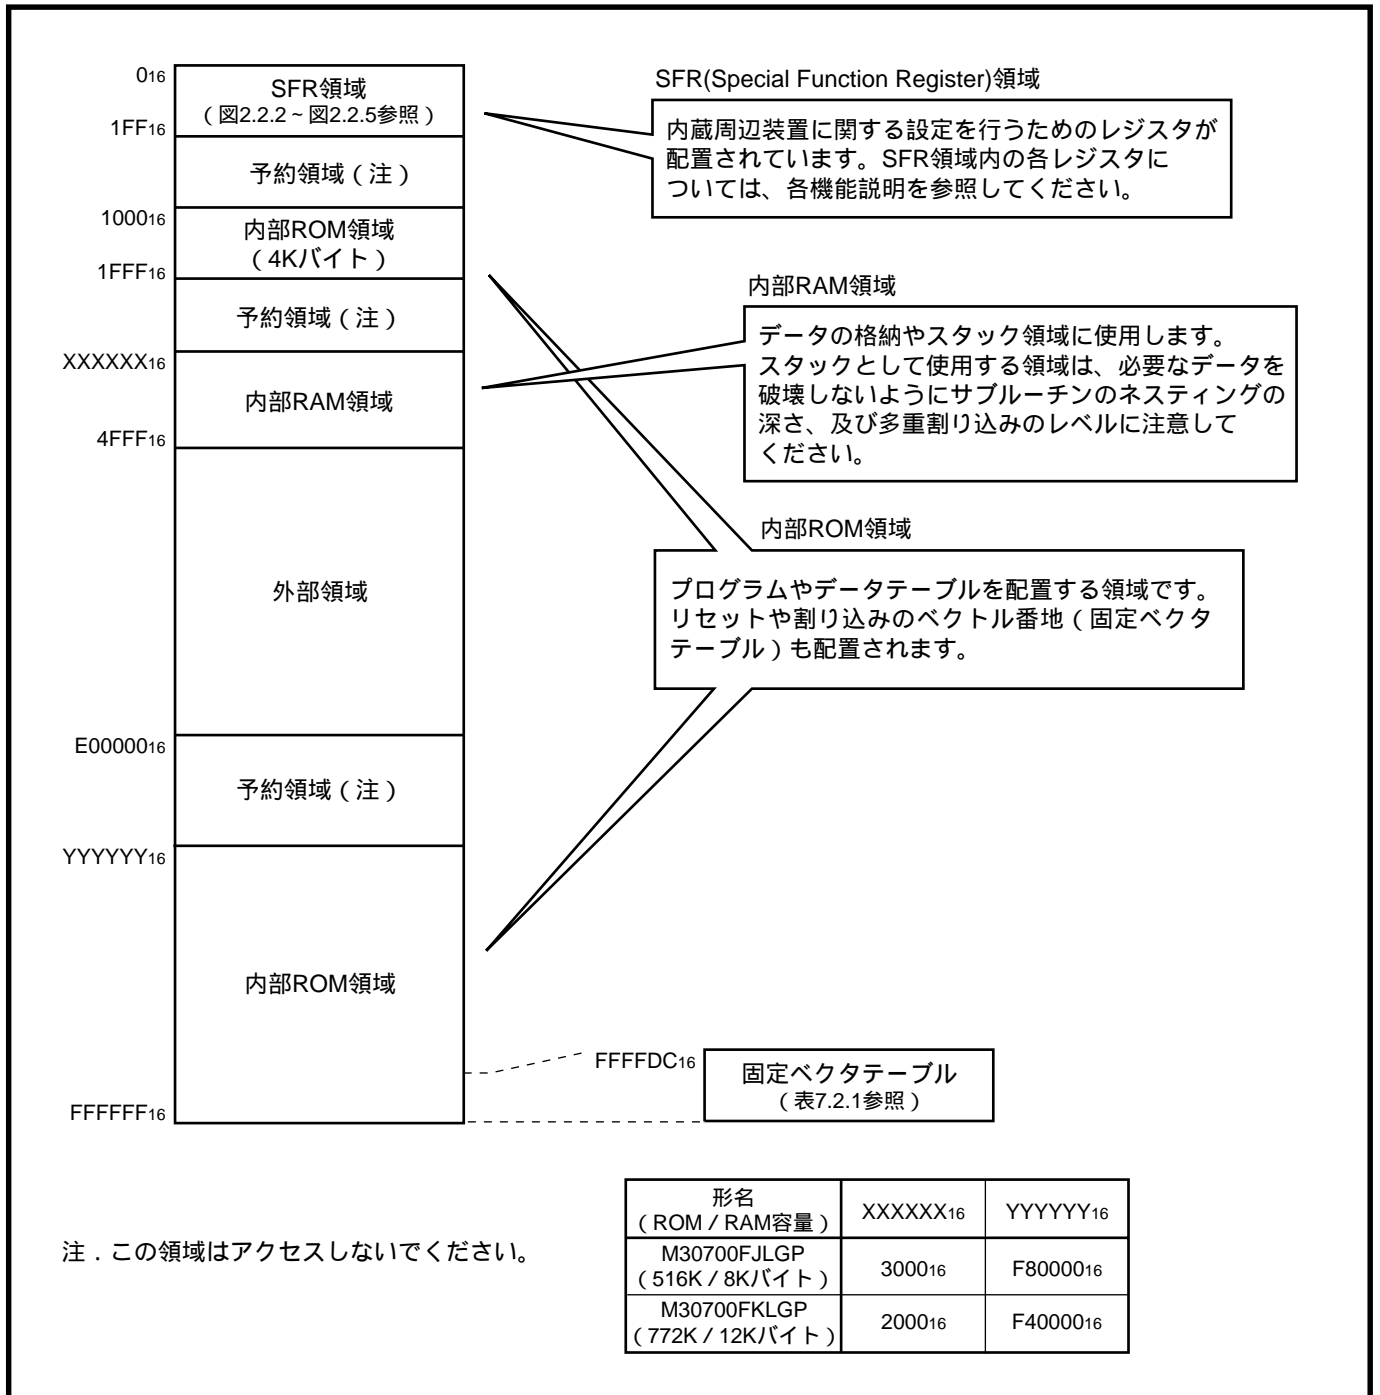 0₁₆
SFR領域
（図2.2.2～図2.2.5参照）
1FF₁₆
予約領域（注）
1000₁₆
内部ROM領域
（4Kバイト）
1FFF₁₆
予約領域（注）
XXXXXX₁₆
内部RAM領域
4FFF₁₆
外部領域
E00000₁₆
予約領域（注）
YYYYYY₁₆
内部ROM領域
FFFFFF₁₆
SFR(Special Function Register)領域
内蔵周辺装置に関する設定を行うためのレジスタが
配置されています。SFR領域内の各レジスタに
ついては、各機能説明を参照してください。
内部RAM領域
データの格納やスタック領域に使用します。
スタックとして使用する領域は、必要なデータを
破壊しないようにサブルーチンのネスティングの
深さ、及び多重割り込みのレベルに注意して
ください。
内部ROM領域
プログラムやデータテーブルを配置する領域です。
リセットや割り込みのベクトル番地（固定ベクタ
テーブル）も配置されます。
FFFFDC₁₆
固定ベクタテーブル
（表7.2.1参照）
注．この領域はアクセスしないでください。
形名
（ROM／RAM容量）
XXXXXX₁₆
YYYYYY₁₆
M30700FJLGP
（516K／8Kバイト）
3000₁₆
F80000₁₆
M30700FKLGP
（772K／12Kバイト）
2000₁₆
F40000₁₆